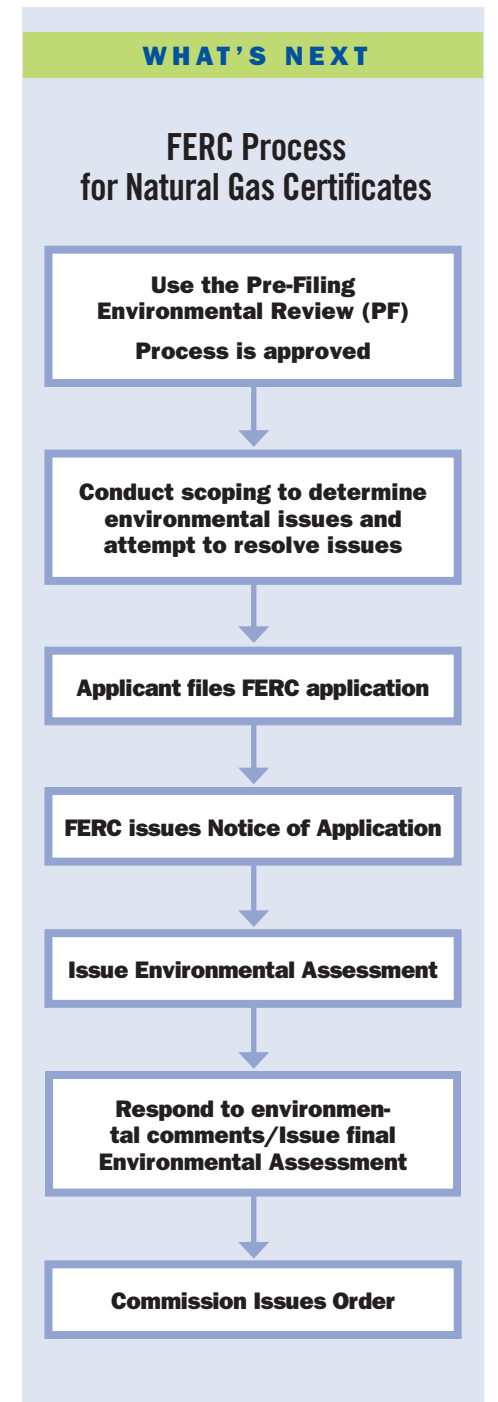 WHAT'S NEXT
FERC Process
for Natural Gas Certificates
Use the Pre-Filing
Environmental Review (PF)
Process is approved
Conduct scoping to determine
environmental issues and
attempt to resolve issues
Applicant files FERC application
FERC issues Notice of Application
Issue Environmental Assessment
Respond to environmen-
tal comments/Issue final
Environmental Assessment
Commission Issues Order